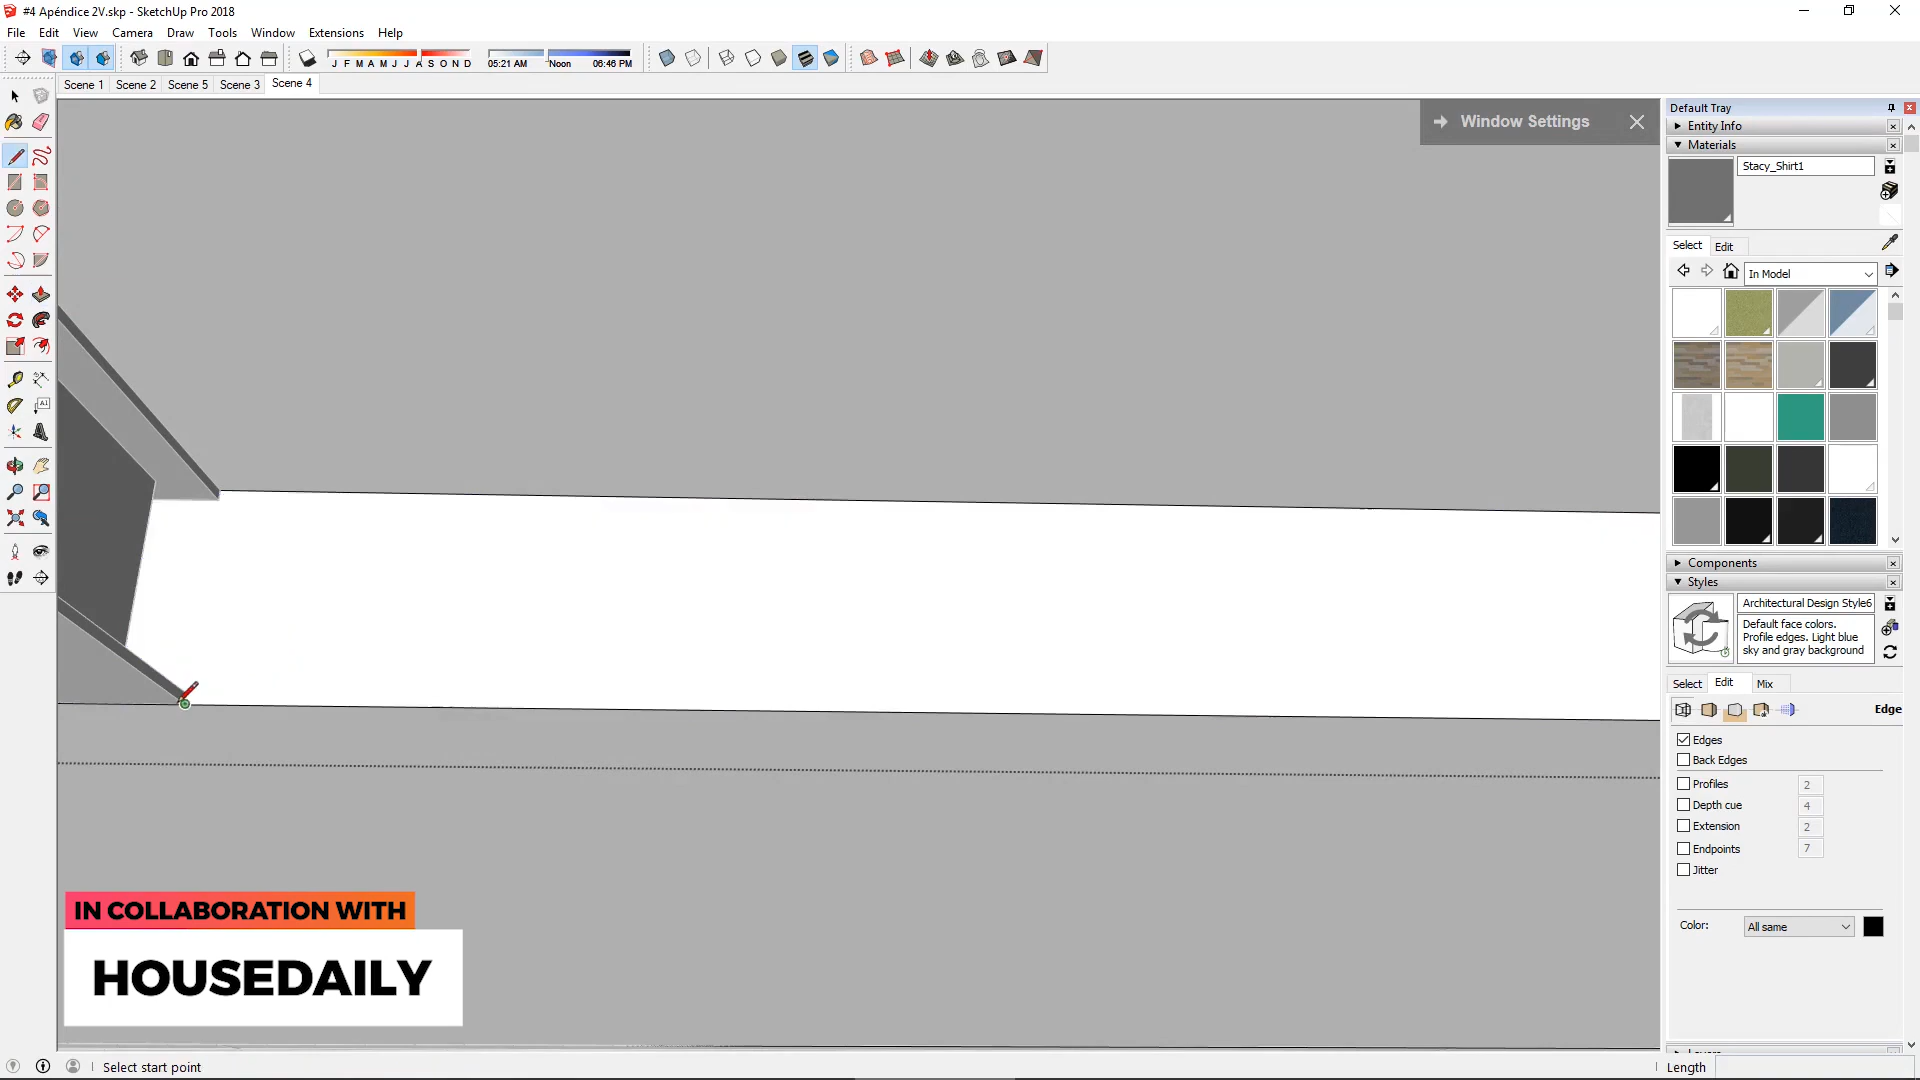 #4 Apéndice 2V.skp - SketchUp Pro 2018
File Edit View Camera Draw Tools Window Extensions Help
J F M A M J J A S O N D
05:21 AM Noon 06:46 PM
Scene 1 Scene 2 Scene 5 Scene 3 Scene 4
Window Settings
Default Tray
Entity Info
Materials
Stacy_Shirt1
Select Edit
In Model
Components
Styles
Architectural Design Style6
Default face colors.
Profile edges. Light blue
sky and gray background
Select Edit Mix
Edge
Edges
Back Edges
Profiles 2
Depth cue 4
Extension 2
Endpoints 7
Jitter
Color: All same
IN COLLABORATION WITH
HOUSEDAILY
Select start point
Length